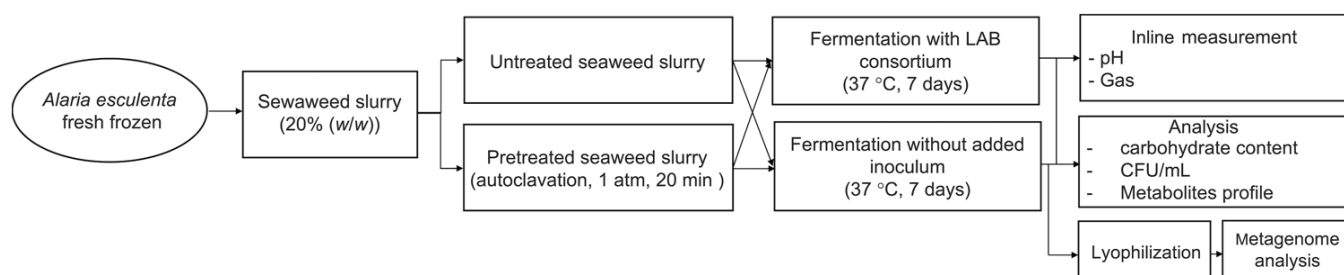 Alaria esculenta
fresh frozen
Sewaweed slurry
(20% (w/w))
Untreated seaweed slurry
Pretreated seaweed slurry
(autoclavation, 1 atm, 20 min )
Fermentation with LAB
consortium
(37 °C, 7 days)
Fermentation without added
inoculum
(37 °C, 7 days)
Inline measurement
- pH
- Gas
Analysis
- carbohydrate content
- CFU/mL
- Metabolites profile
Lyophilization
Metagenome
analysis